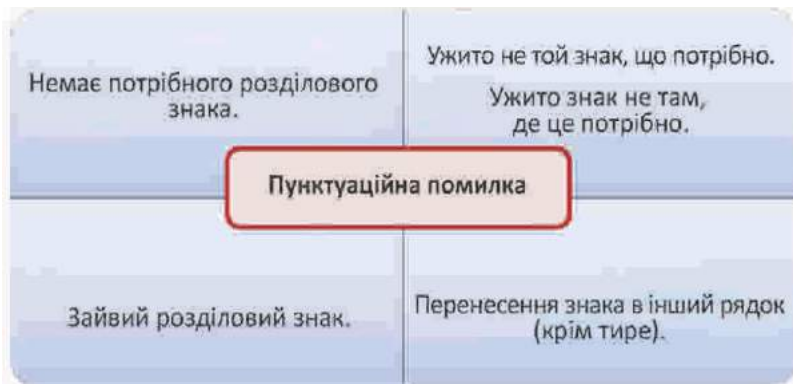 Немає потрібного розділового
знака.
Ужито не той знак, що потрібно.
Ужито знак не там,
де це потрібно.
Пунктуаційна помилка
Зайвий розділовий знак.
Перенесення знака в інший рядок
(крім тире).